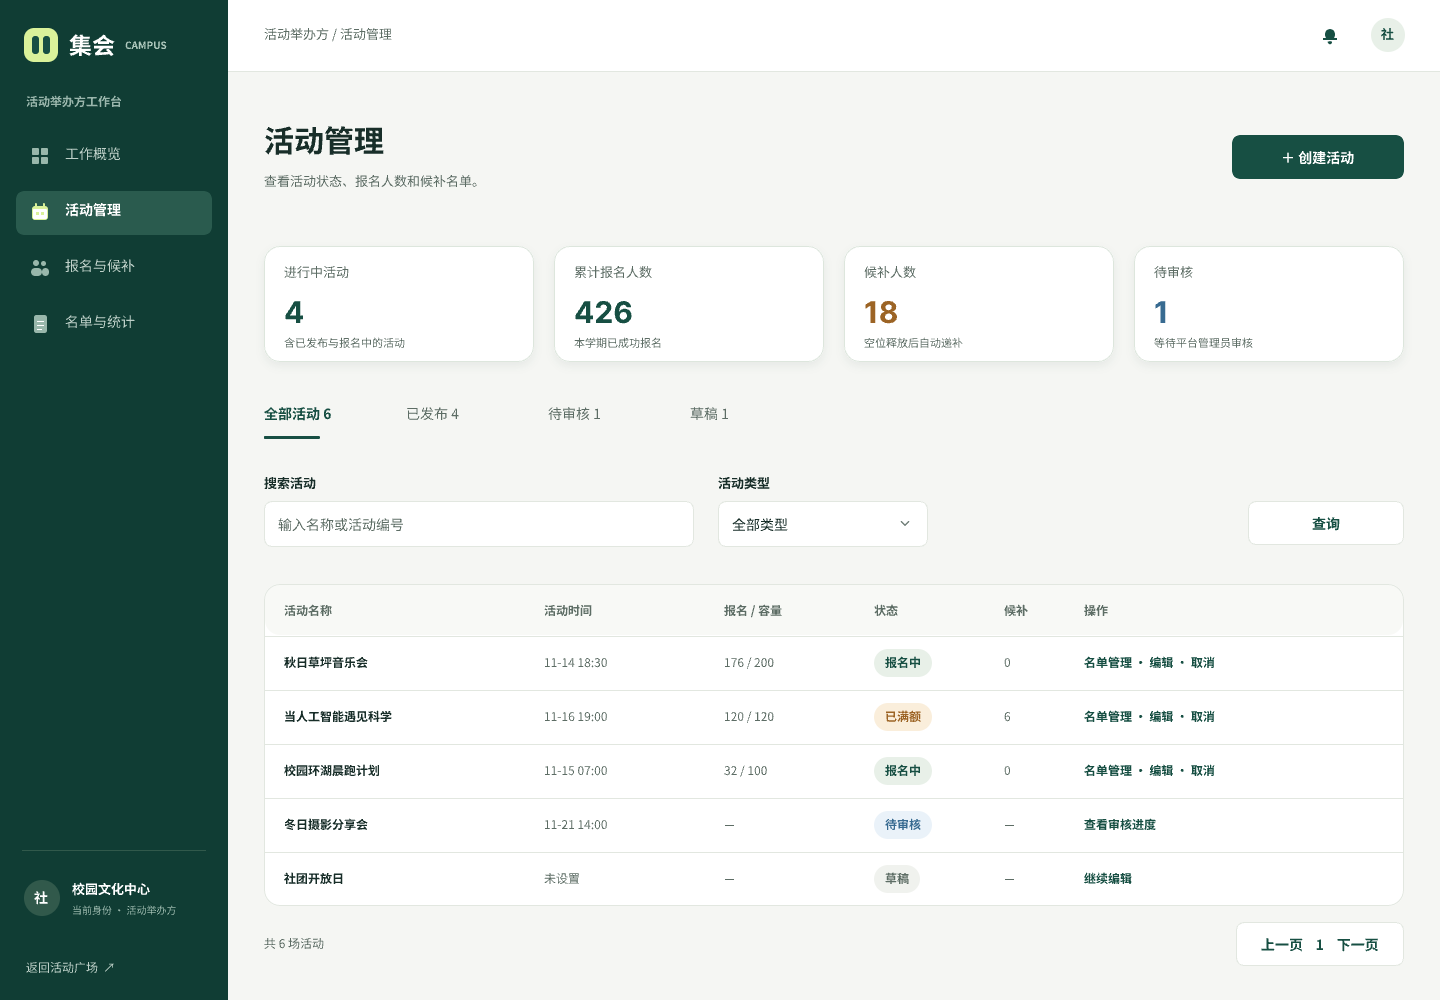 集会 CAMPUS
活动举办方工作台
工作概览
活动管理
报名与候补
名单与统计
社
校园文化中心
当前身份 · 活动举办方
返回活动广场 ↗
活动举办方 / 活动管理
社
活动管理
查看活动状态、报名人数和候补名单。
+ 创建活动
进行中活动
4
含已发布与报名中的活动
累计报名人数
426
本学期已成功报名
候补人数
18
空位释放后自动递补
待审核
1
等待平台管理员审核
全部活动 6 已发布 4 待审核 1 草稿 1
搜索活动
输入名称或活动编号
活动类型
全部类型
查询
活动名称 活动时间 报名 / 容量 状态 候补 操作
秋日草坪音乐会 11-14 18:30 176 / 200 报名中 0 名单管理 · 编辑 · 取消
当人工智能遇见科学 11-16 19:00 120 / 120 已满额 6 名单管理 · 编辑 · 取消
校园环湖晨跑计划 11-15 07:00 32 / 100 报名中 0 名单管理 · 编辑 · 取消
冬日摄影分享会 11-21 14:00 — 待审核 — 查看审核进度
社团开放日 未设置 — 草稿 — 继续编辑
共 6 场活动
上一页 1 下一页